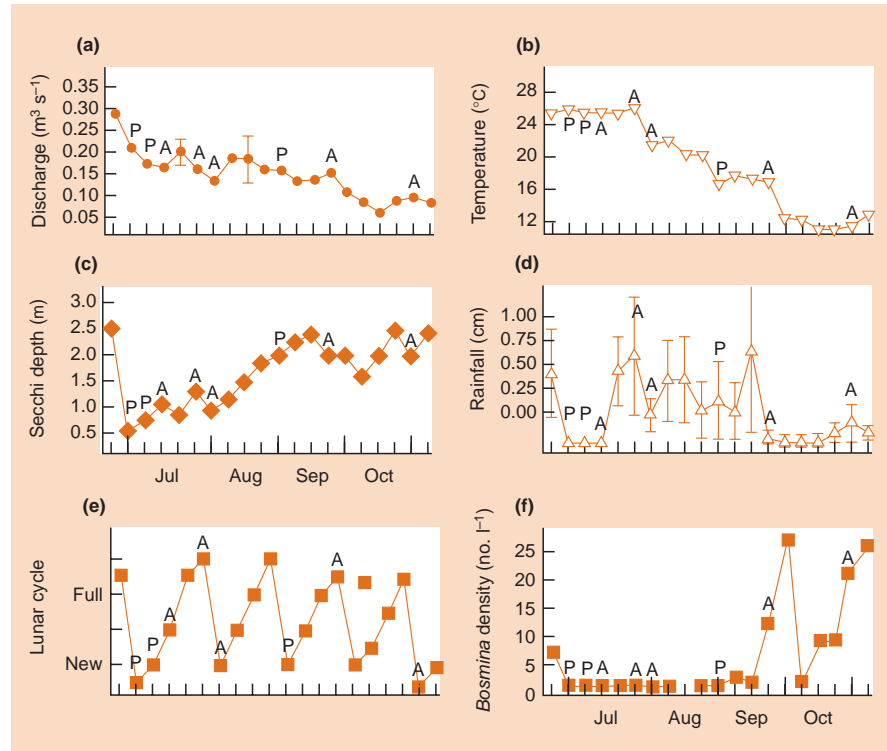 (a)
Discharge (m³ s⁻¹)
0.35
0.30
0.25
0.20
0.15
0.10
0.05
P
P
A
A
A
P
A
A
(b)
Temperature (°C)
28
24
20
16
12
P
P
A
A
A
P
A
A
(c)
Secchi depth (m)
3.0
2.5
2.0
1.5
1.0
0.5
P
P
A
A
A
P
A
A
Jul Aug Sep Oct
(d)
Rainfall (cm)
1.00
0.75
0.50
0.25
0.00
P
P
A
A
A
P
A
A
(e)
Lunar cycle
Full
New
P
P
A
A
A
P
A
A
(f)
Bosmina density (no. l⁻¹)
25
20
15
10
5
0
P
P
A
A
A
P
A
A
Jul Aug Sep Oct